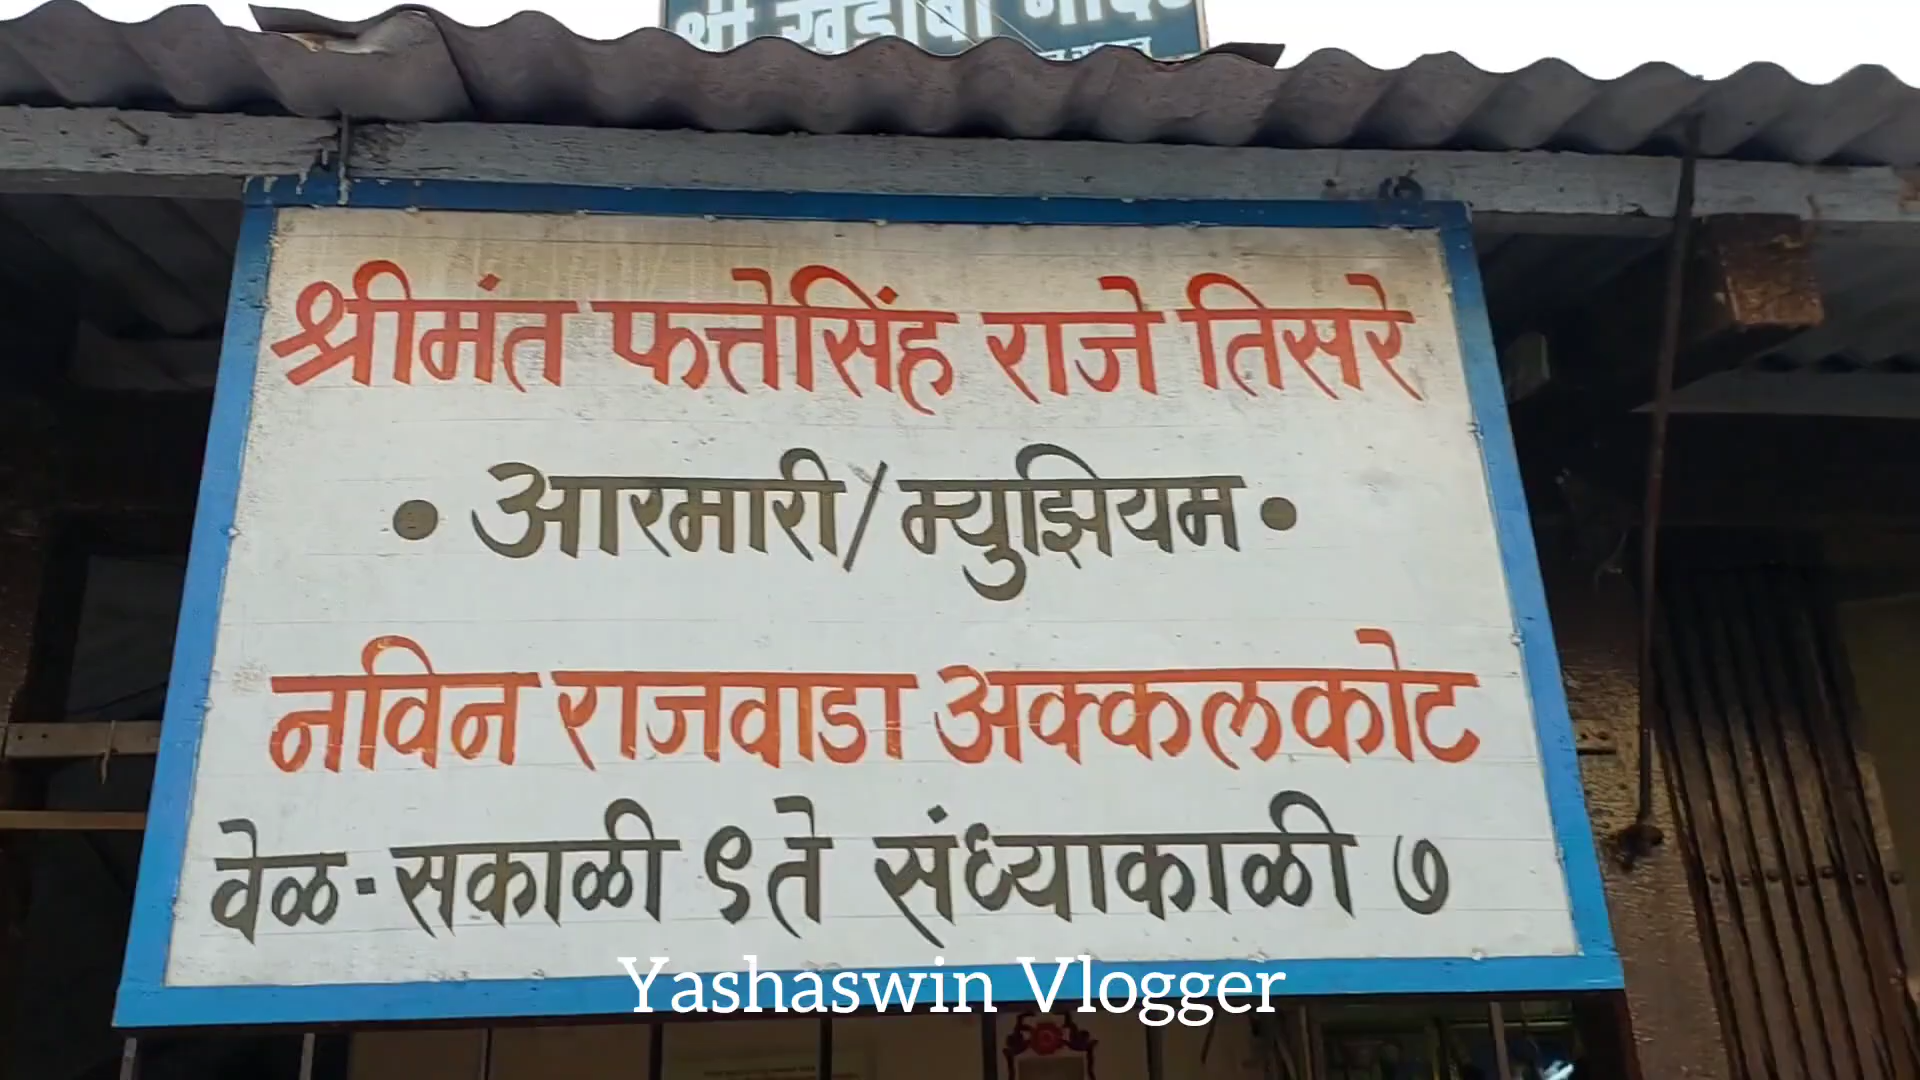 श्री खंडोबा
श्रीमंत फत्तेसिंह राजे तिसरे
• आरमारी/म्युझियम •
नविन राजवाडा अक्कलकोट
वेळ-सकाळी ९ ते संध्याकाळी ७
Yashaswin Vlogger